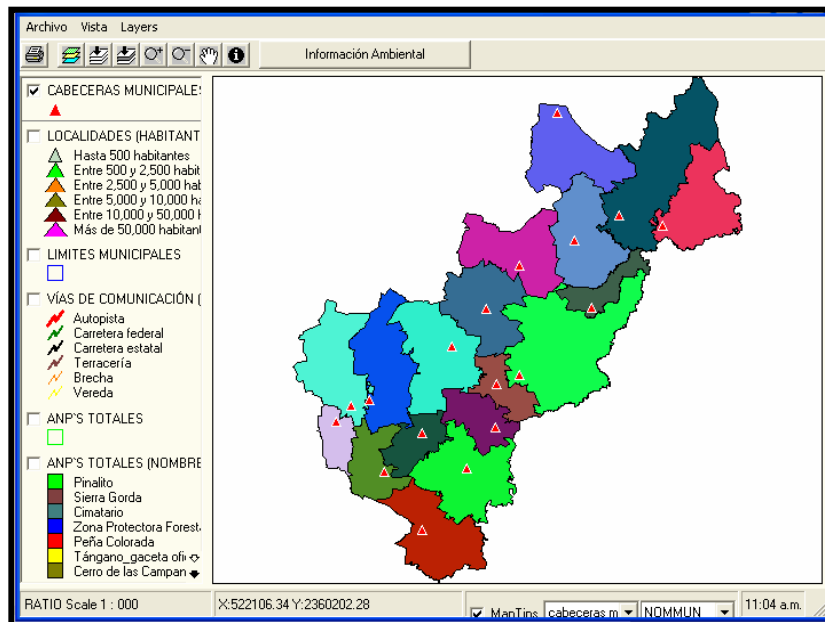 Archivo Vista Layers
Información Ambiental
CABECERAS MUNICIPALES
LOCALIDADES (HABITANT
Hasta 500 habitantes
Entre 500 y 2,500 habit
Entre 2,500 y 5,000 hab
Entre 5,000 y 10,000 ha
Entre 10,000 y 50,000 h
Más de 50,000 habitant
LIMITES MUNICIPALES
VÍAS DE COMUNICACIÓN (
Autopista
Carretera federal
Carretera estatal
Terracería
Brecha
Vereda
ANP'S TOTALES
ANP'S TOTALES (NOMBRE
Pinalito
Sierra Gorda
Cimatario
Zona Protectora Foresta
Peña Colorada
Tángano_gaceta ofi
Cerro de las Campan
RATIO Scale 1 : 000
X:522106.34 Y:2360202.28
MapTips
cabeceras m
NOMMUN
11:04 a.m.